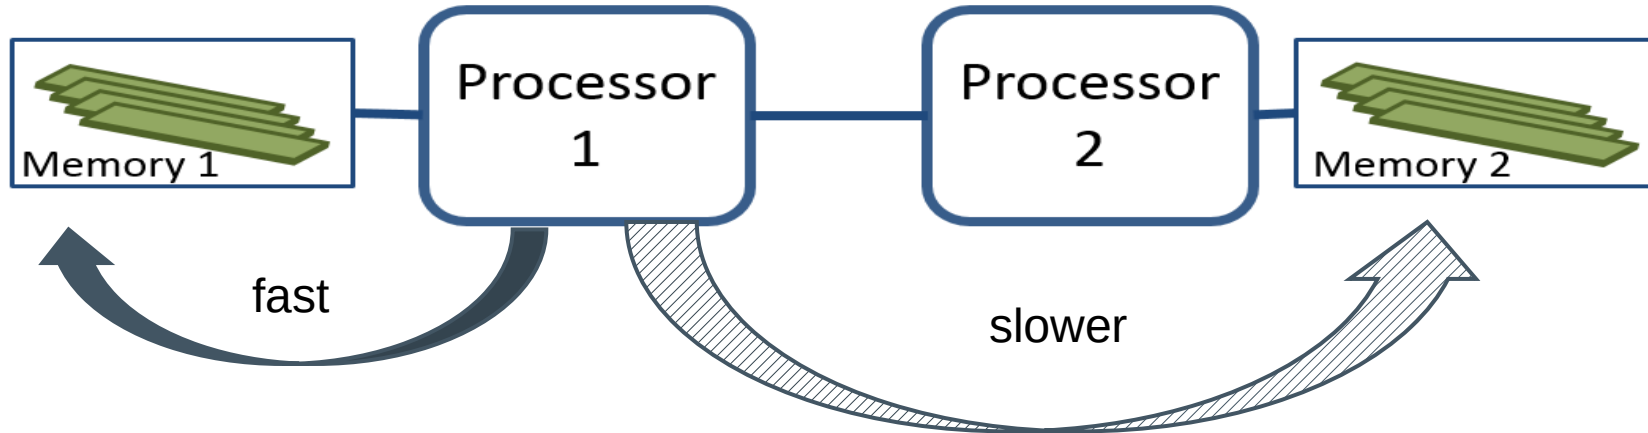 Processor
1
Processor
2
Memory 1
Memory 2
fast
slower